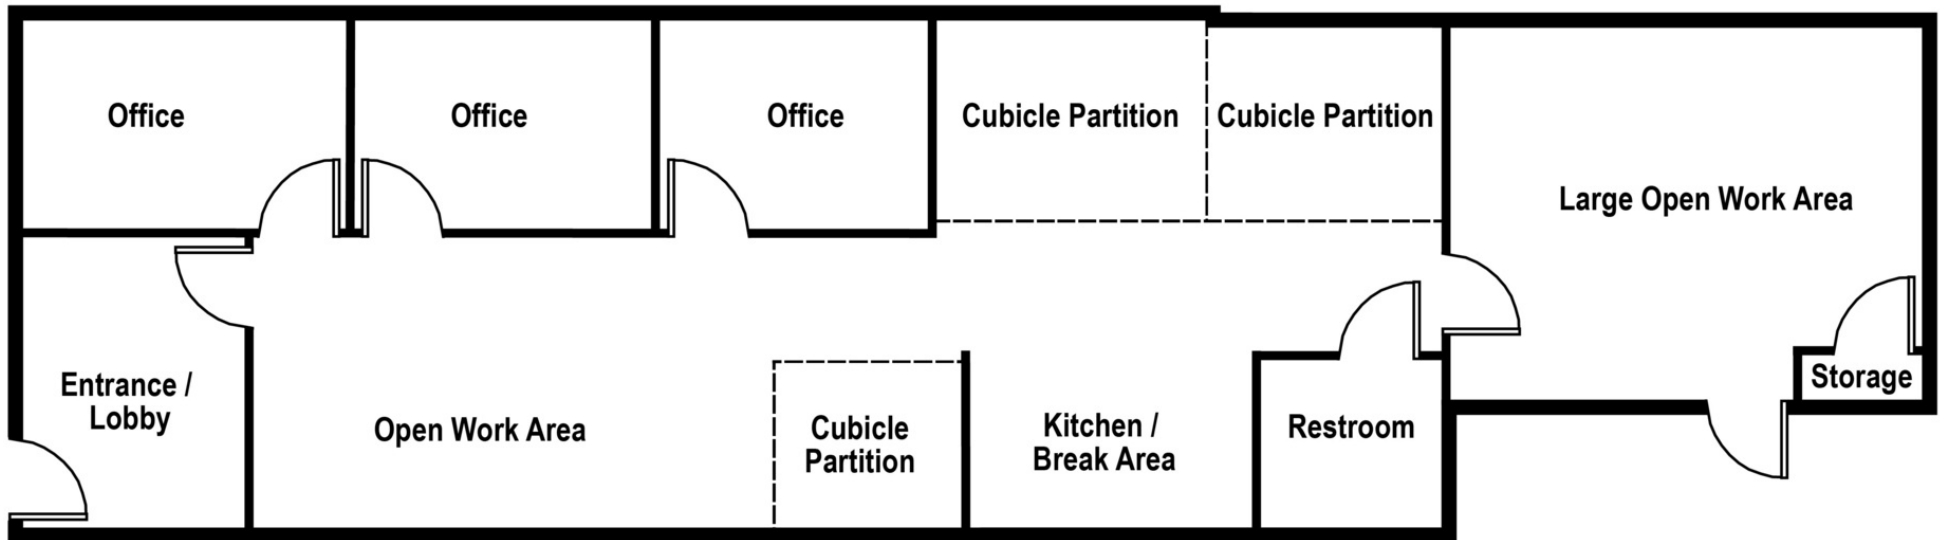 Office
Office
Office
Cubicle Partition
Cubicle Partition
Large Open Work Area
Entrance /
Lobby
Open Work Area
Cubicle
Partition
Kitchen /
Break Area
Restroom
Storage